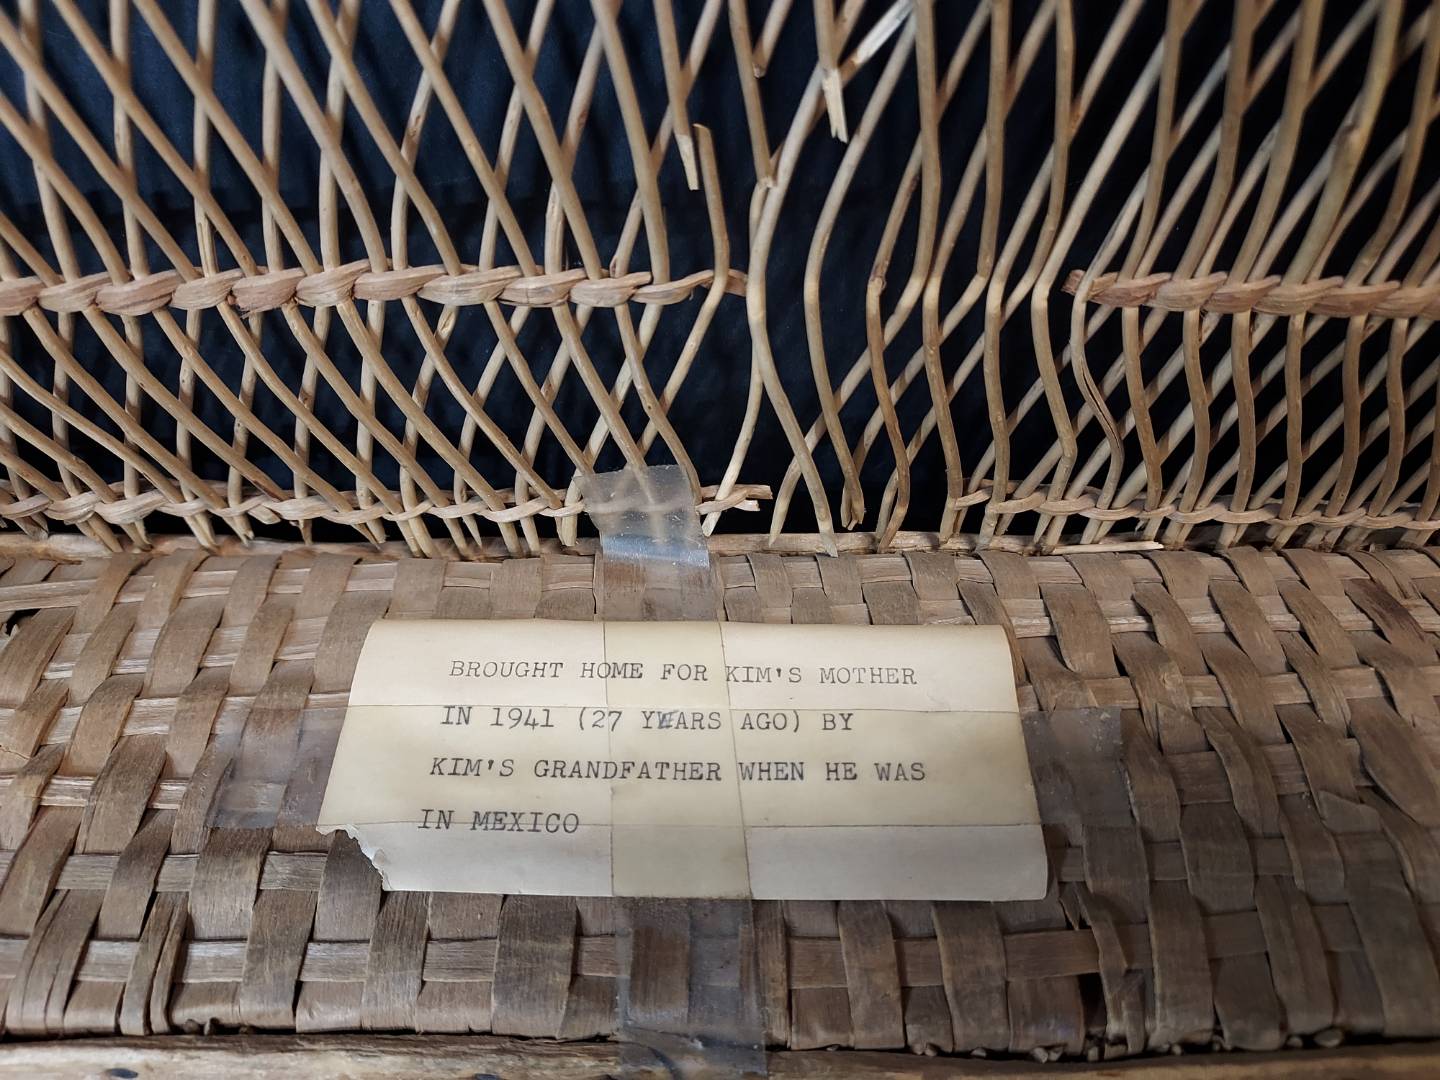 BROUGHT HOME FOR KIM'S MOTHER
IN 1941 (27 YEARS AGO) BY
KIM'S GRANDFATHER WHEN HE WAS
IN MEXICO